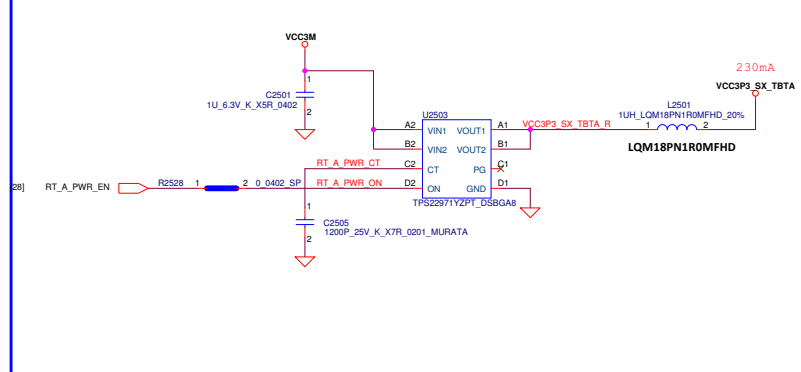 VCC3M
230mA
VCC3P3_SX_TBTA
1
C2501
1U_6.3V_K_X5R_0402
2
U2503
A2 VIN1 VOUT1 A1
B2 VIN2 VOUT2 B1
C2 CT PG C1
D2 ON GND D1
TPS22971YZPT_DSBGA8
VCC3P3_SX_TBTA_R
L2501
1UH_LQM18PN1R0MFHD_20%
1 2
LQM18PN1R0MFHD
RT_A_PWR_CT
28] RT_A_PWR_EN R2528 1 2 0_0402_SP RT_A_PWR_ON
1
C2505
1200P_25V_K_X7R_0201_MURATA
2